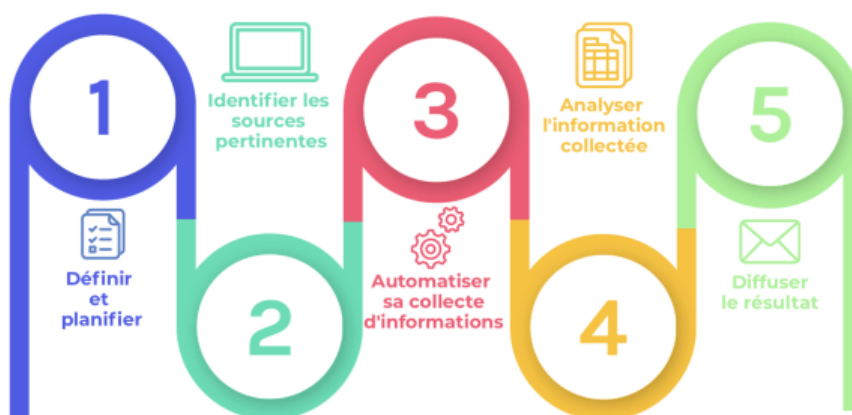 1
Définir
et
planifier
Identifier les
sources
pertinentes
2
3
Automatiser
sa collecte
d'informations
Analyser
l'information
collectée
4
5
Diffuser
le résultat